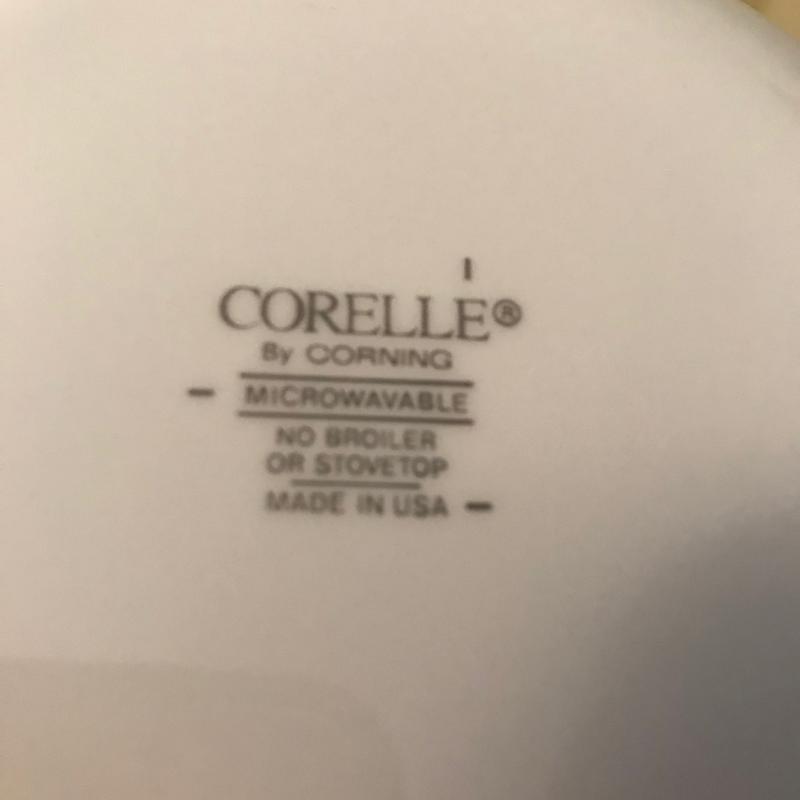 CORELLE®
By CORNING
MICROWAVABLE
NO BROILER
OR STOVETOP
MADE IN USA